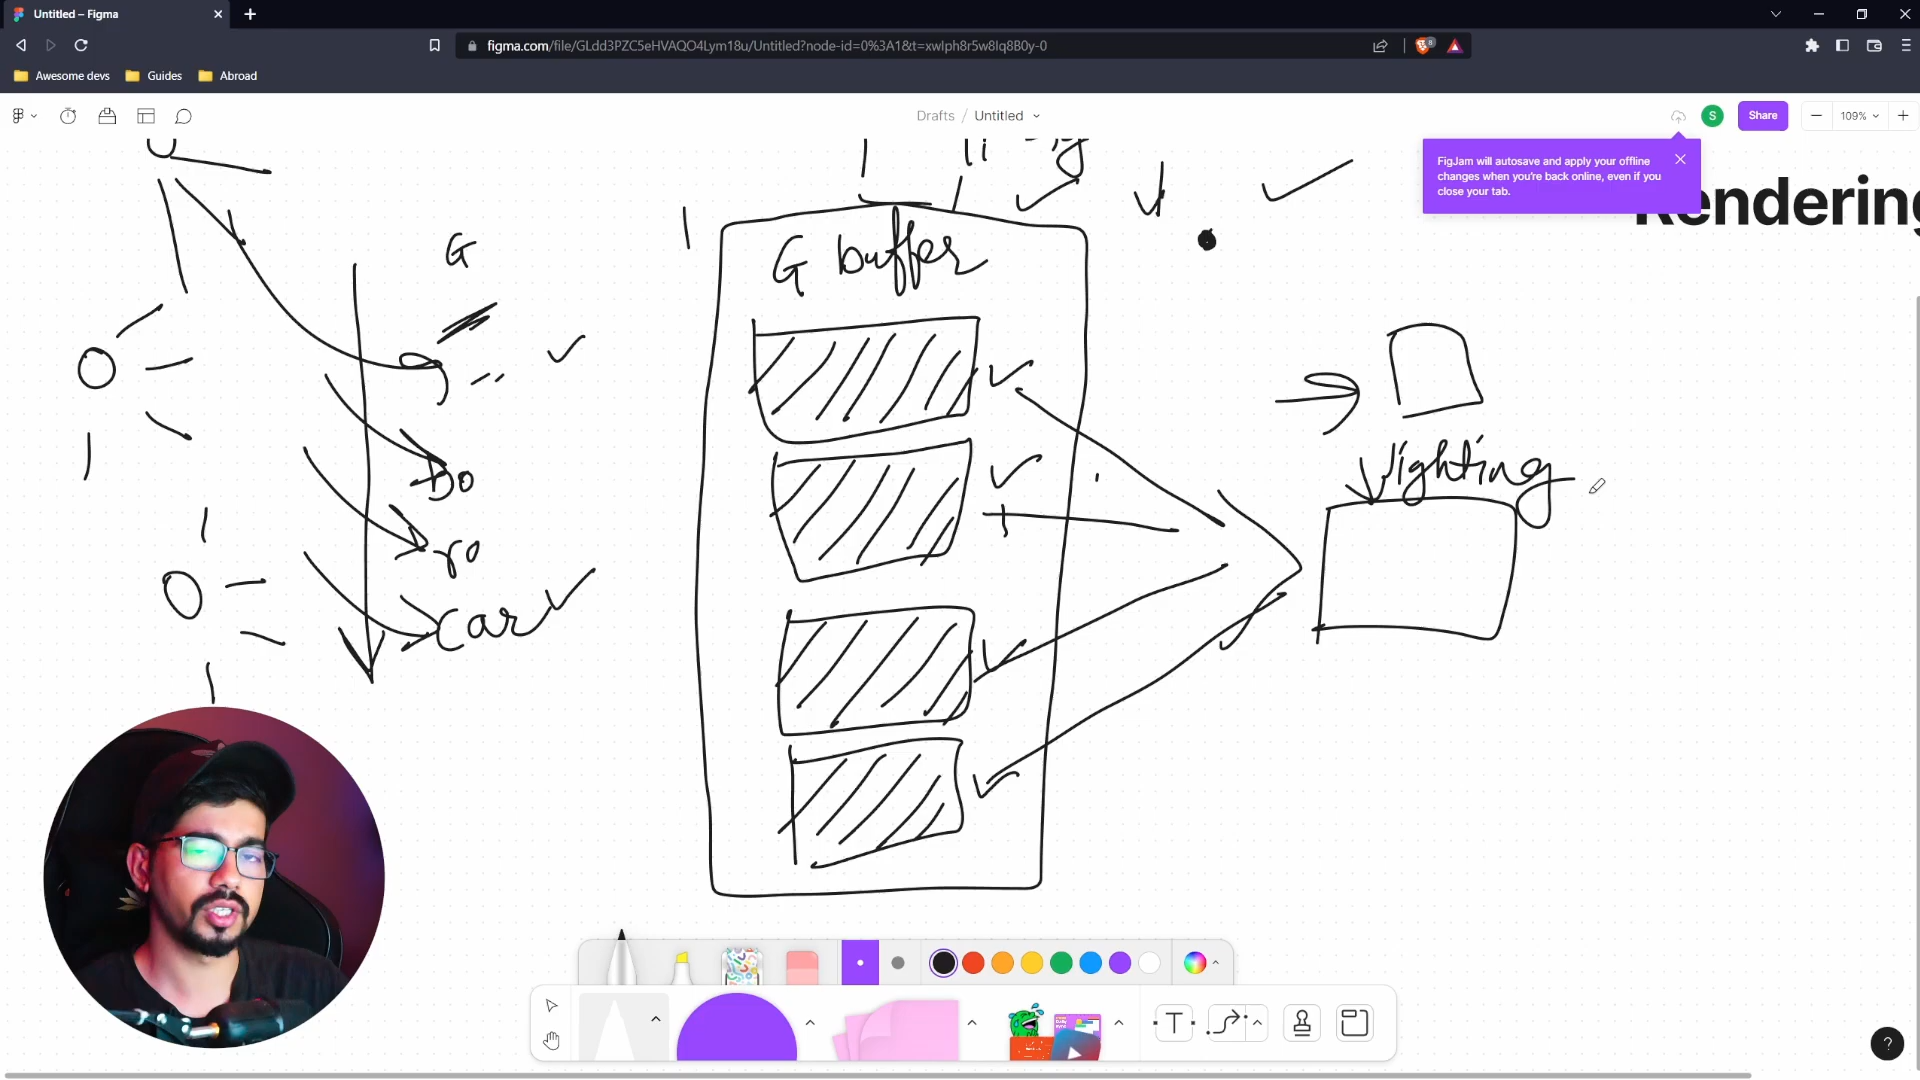 Untitled – Figma
figma.com/file/GLdd3PZC5eHVAQO4Lym18u/Untitled?node-id=0%3A1&t=xwIph8r5w8Iq8B0y-0
8
Awesome devs
Guides
Abroad
Drafts / Untitled
S
Share
109%
FigJam will autosave and apply your offline
changes when you're back online, even if you
close your tab.
Rendering
G buffer
G
lighting
Do
ro
Car
T
?